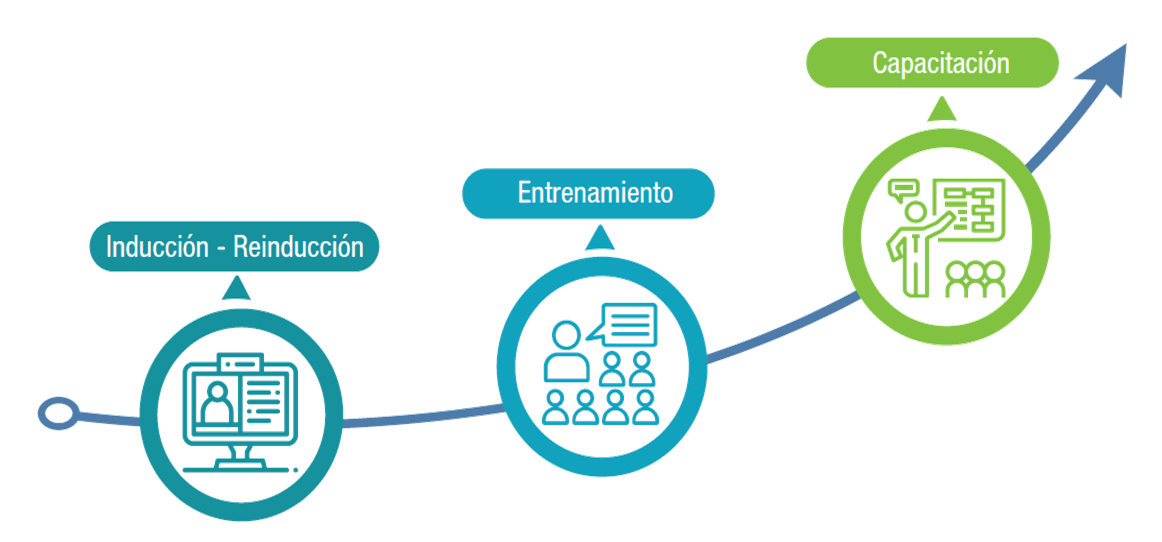 Inducción - Reinducción
Entrenamiento
Capacitación